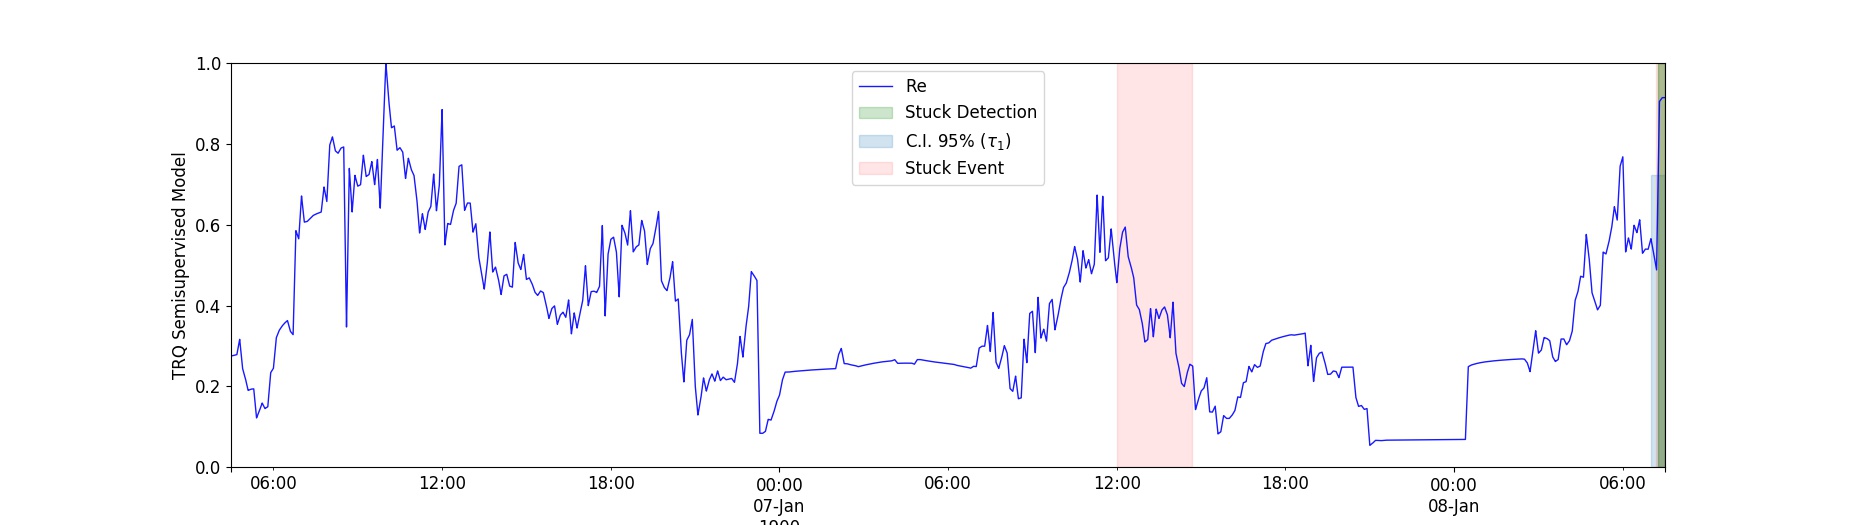 1.0
0.8
0.6
0.4
0.2
0.0
TRQ Semisupervised Model
Re
Stuck Detection
C.I. 95% (τ₁)
Stuck Event
06:00 12:00 18:00 00:00 06:00 12:00 18:00 00:00 06:00
07-Jan 08-Jan
1900